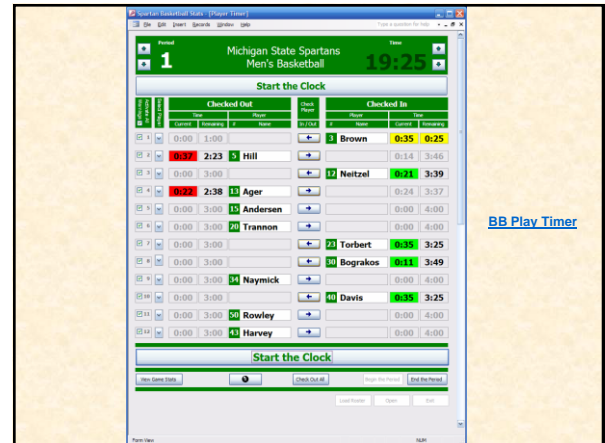 Spartan Basketball Stats - [Player Timer]
File Edit Insert Records Window Help Type a question for help
Period Time
1 Michigan State Spartans 19:25
Men's Basketball
Start the Clock
Activate All Select Player Checked Out Check Player Checked In
Time Player Player Time
Current Remaining # Name In / Out # Name Current Remaining
1 0:00 1:00 3 Brown 0:35 0:25
2 0:37 2:23 5 Hill 0:14 3:46
3 0:00 3:00 12 Neitzel 0:21 3:39
4 0:22 2:38 13 Ager 0:24 3:37
5 0:00 3:00 15 Andersen 0:00 4:00
6 0:00 3:00 20 Trannon 0:00 4:00
7 0:00 3:00 23 Torbert 0:35 3:25
8 0:00 3:00 30 Bograkos 0:11 3:49
9 0:00 3:00 34 Naymick 0:00 4:00
10 0:00 3:00 40 Davis 0:35 3:25
11 0:00 3:00 50 Rowley 0:00 4:00
12 0:00 3:00 43 Harvey 0:00 4:00
Start the Clock
View Game Stats Check Out All Begin the Period End the Period
Load Roster Open Exit
Form View NUM
BB Play Timer